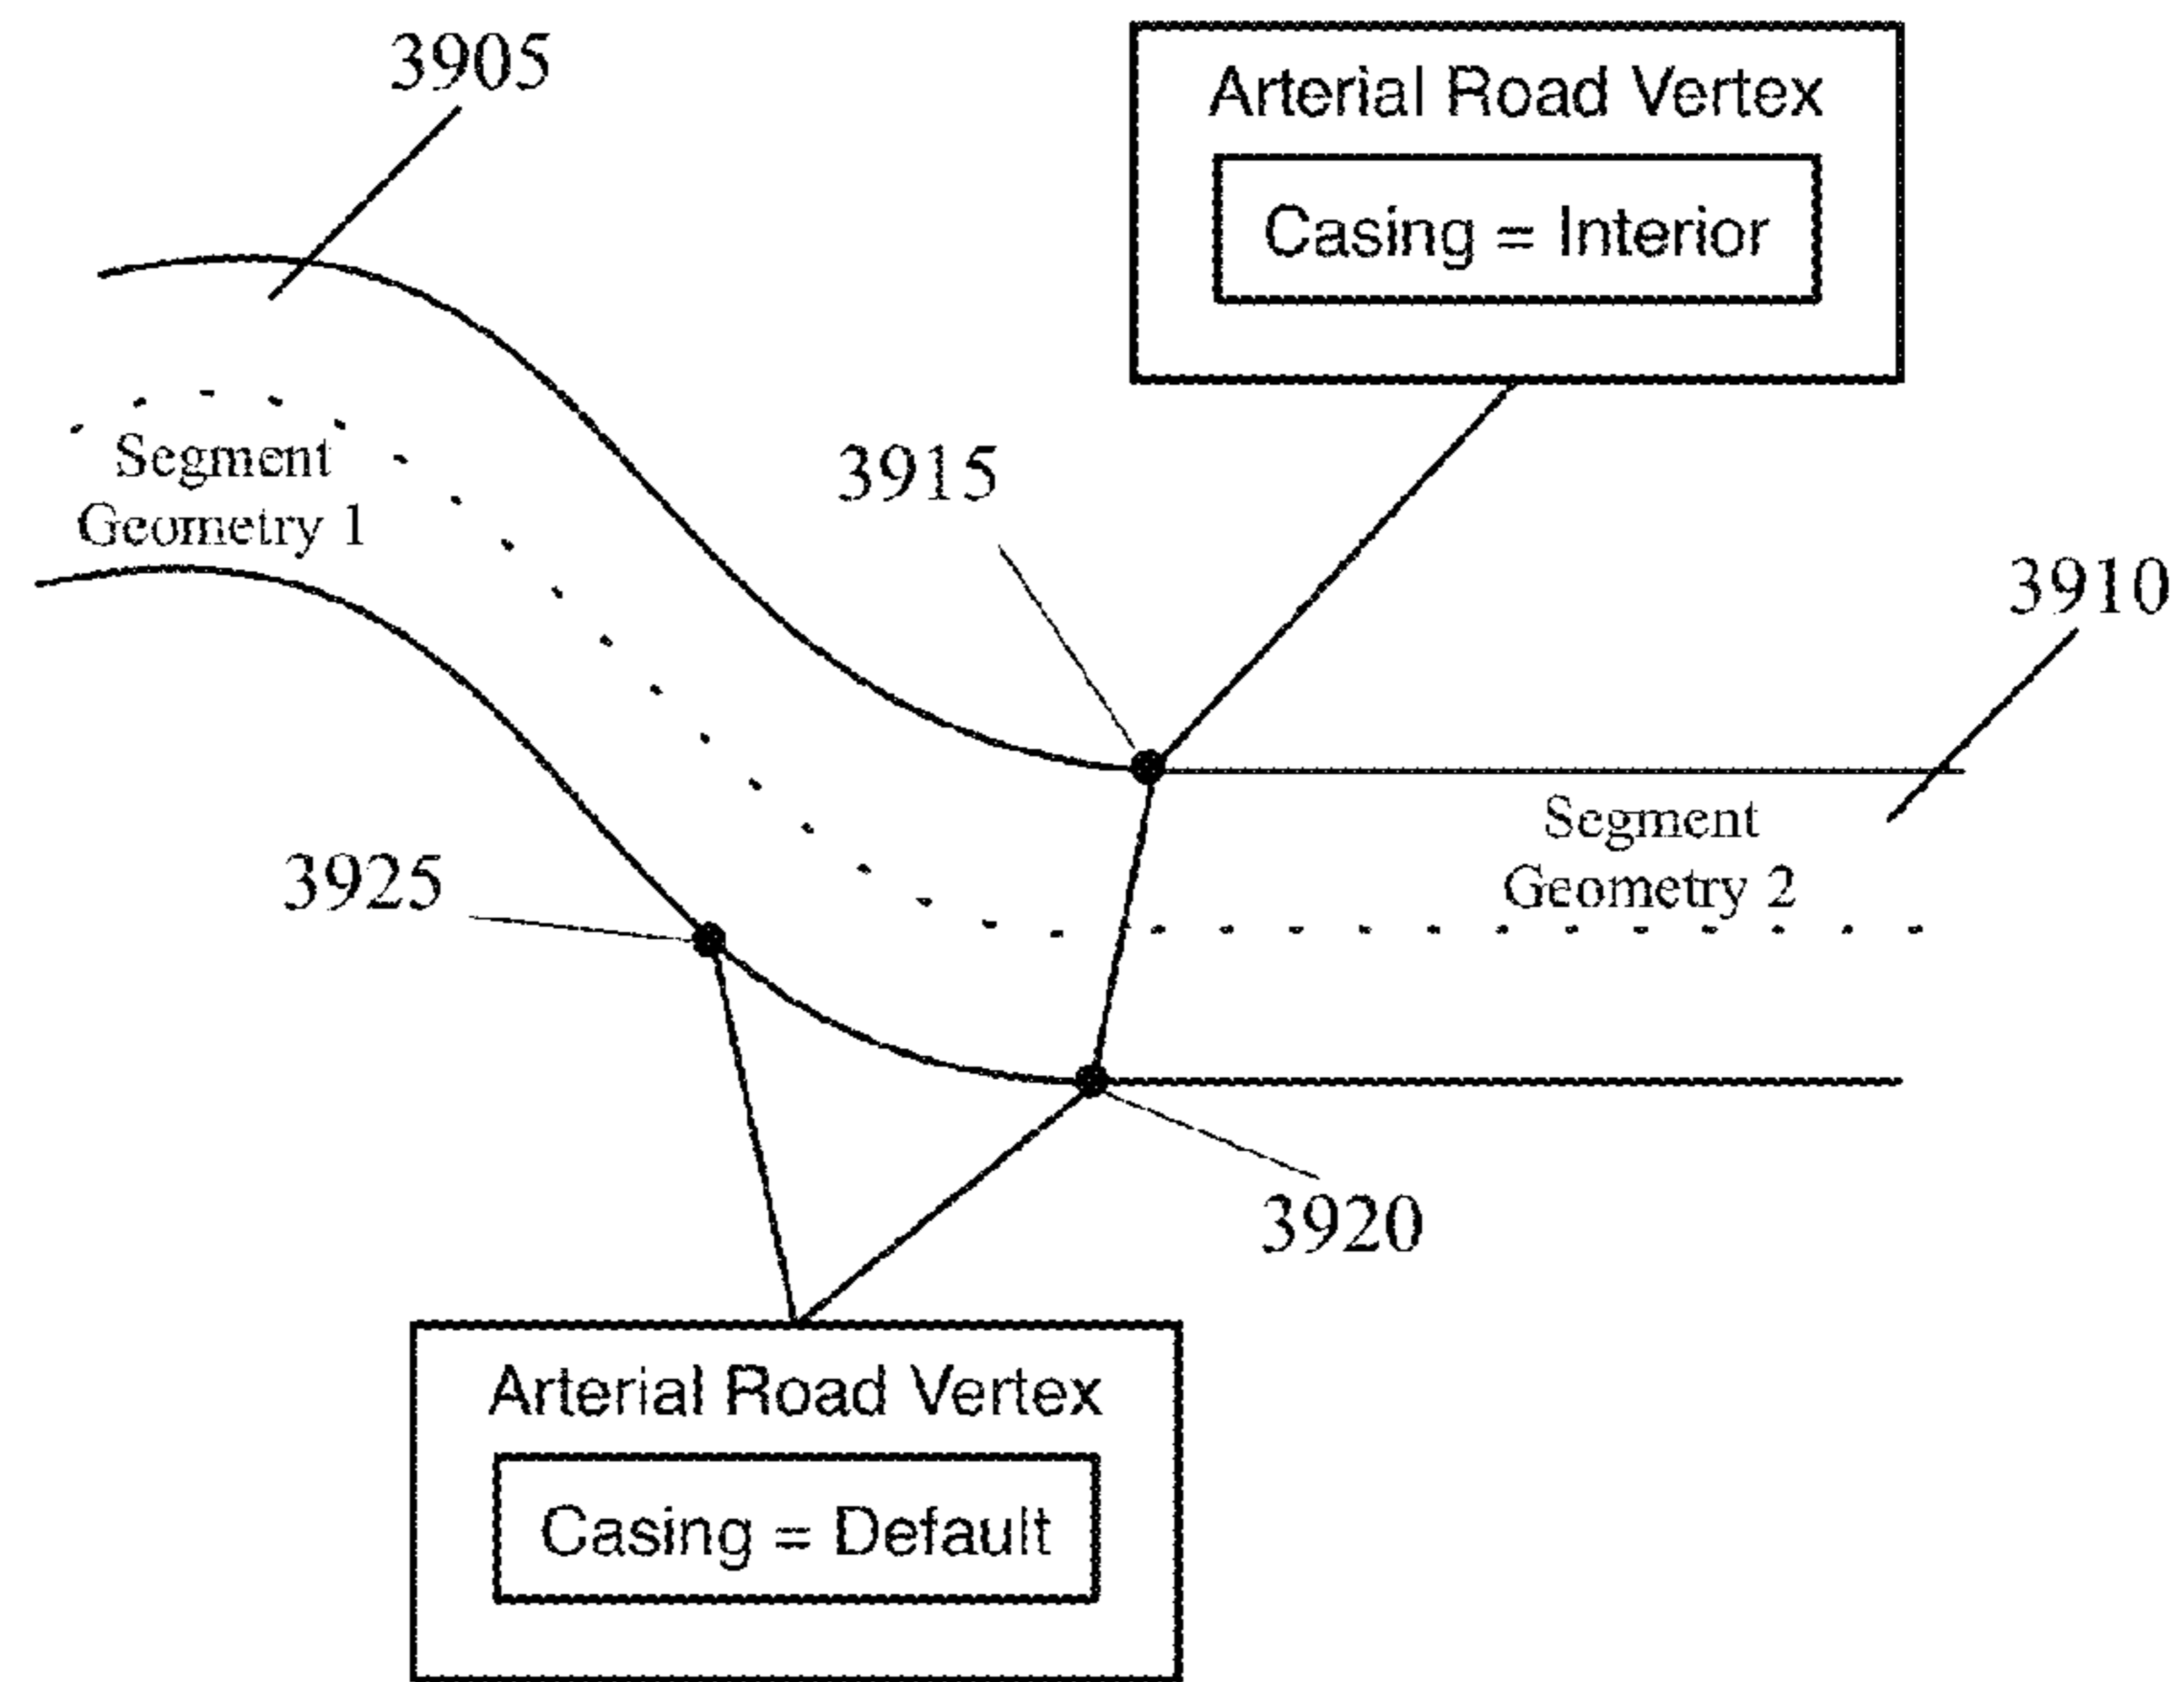 3905
Arterial Road Vertex
Casing = Interior
Segment
Geometry 1
3915
3910
Segment
Geometry 2
3925
3920
Arterial Road Vertex
Casing = Default